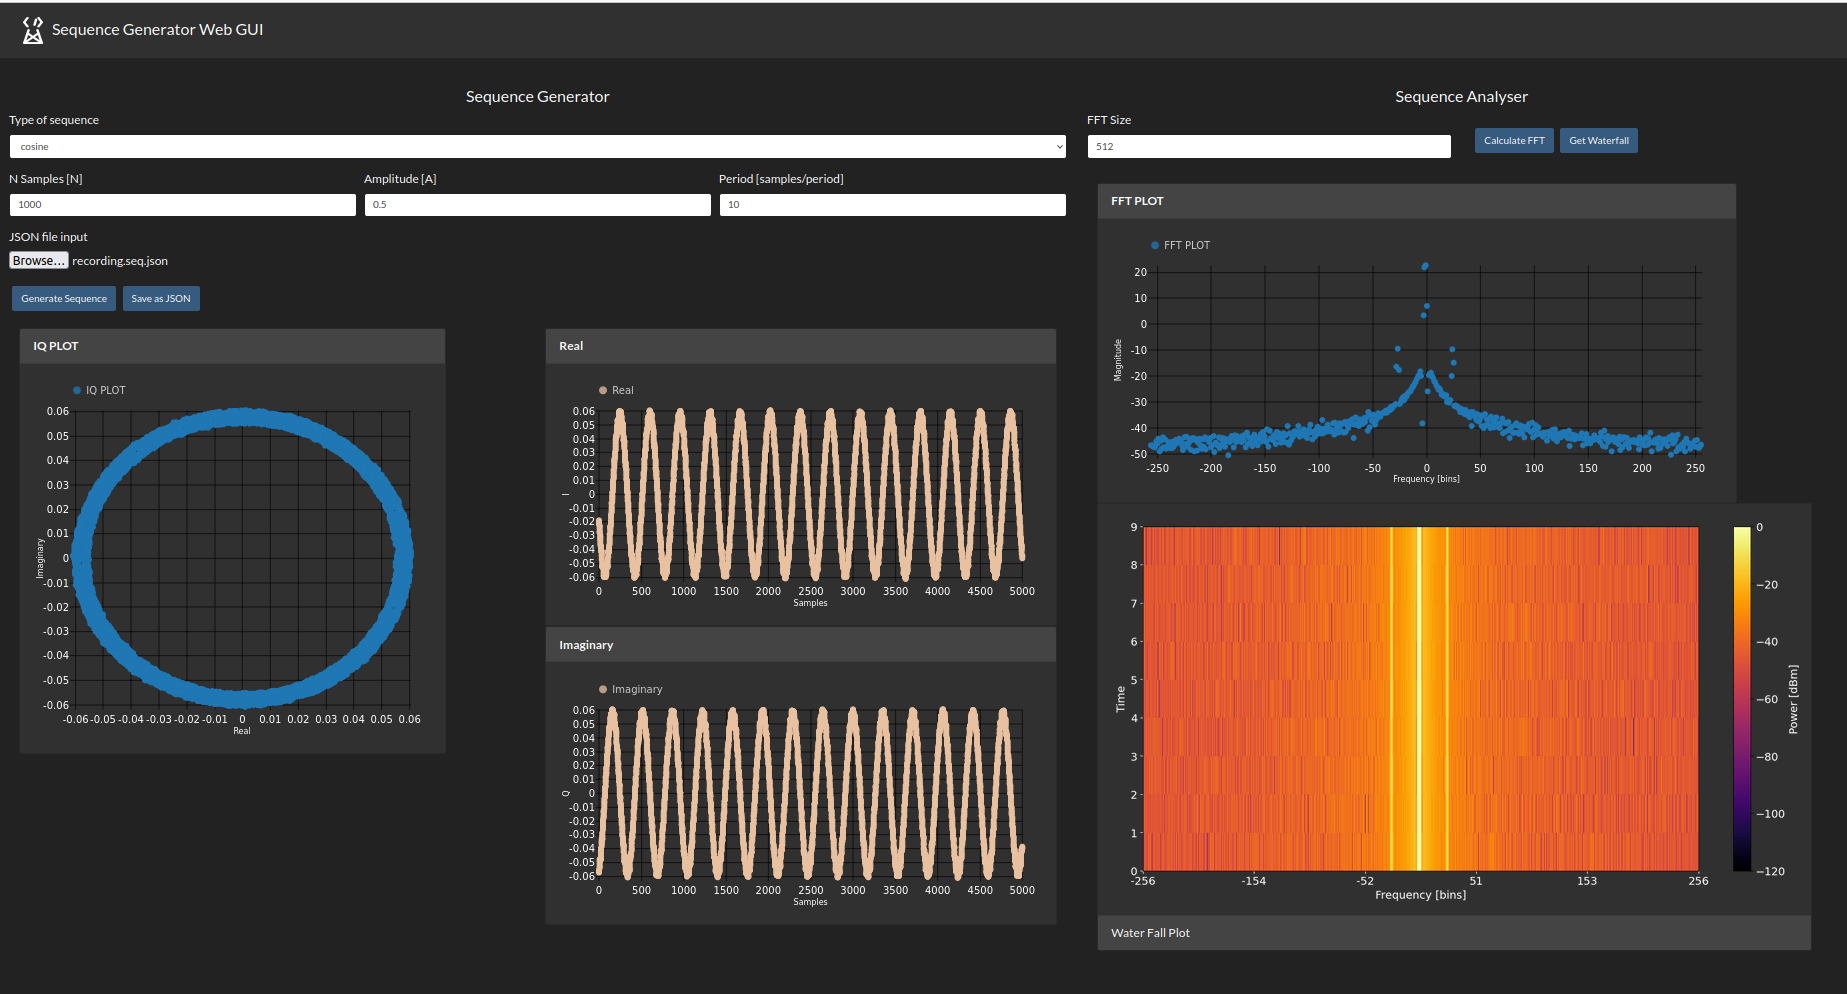 Sequence Generator Web GUI
Sequence Generator
Type of sequence
cosine
N Samples [N] Amplitude [A] Period [samples/period]
1000 0.5 10
JSON file input
Browse... recording.seq.json
Generate Sequence Save as JSON
IQ PLOT
IQ PLOT
0.06
0.05
0.04
0.03
0.02
0.01
0
-0.01
-0.02
-0.03
-0.04
-0.05
-0.06
Imaginary
-0.06 -0.05 -0.04 -0.03 -0.02 -0.01 0 0.01 0.02 0.03 0.04 0.05 0.06
Real
Real
Real
0.06
0.05
0.04
0.03
0.02
0.01
0
-0.01
-0.02
-0.03
-0.04
-0.05
-0.06
I
0 500 1000 1500 2000 2500 3000 3500 4000 4500 5000
Samples
Imaginary
Imaginary
0.06
0.05
0.04
0.03
0.02
0.01
0
-0.01
-0.02
-0.03
-0.04
-0.05
-0.06
Q
0 500 1000 1500 2000 2500 3000 3500 4000 4500 5000
Samples
Sequence Analyser
FFT Size
512 Calculate FFT Get Waterfall
FFT PLOT
FFT PLOT
20
10
0
-10
-20
-30
-40
-50
Magnitude
-250 -200 -150 -100 -50 0 50 100 150 200 250
Frequency [bins]
9
8
7
6
5
4
3
2
1
0
Time
-256 -154 -52 51 153 256
Frequency [bins]
0
−20
−40
−60
−80
−100
−120
Power [dBm]
Water Fall Plot